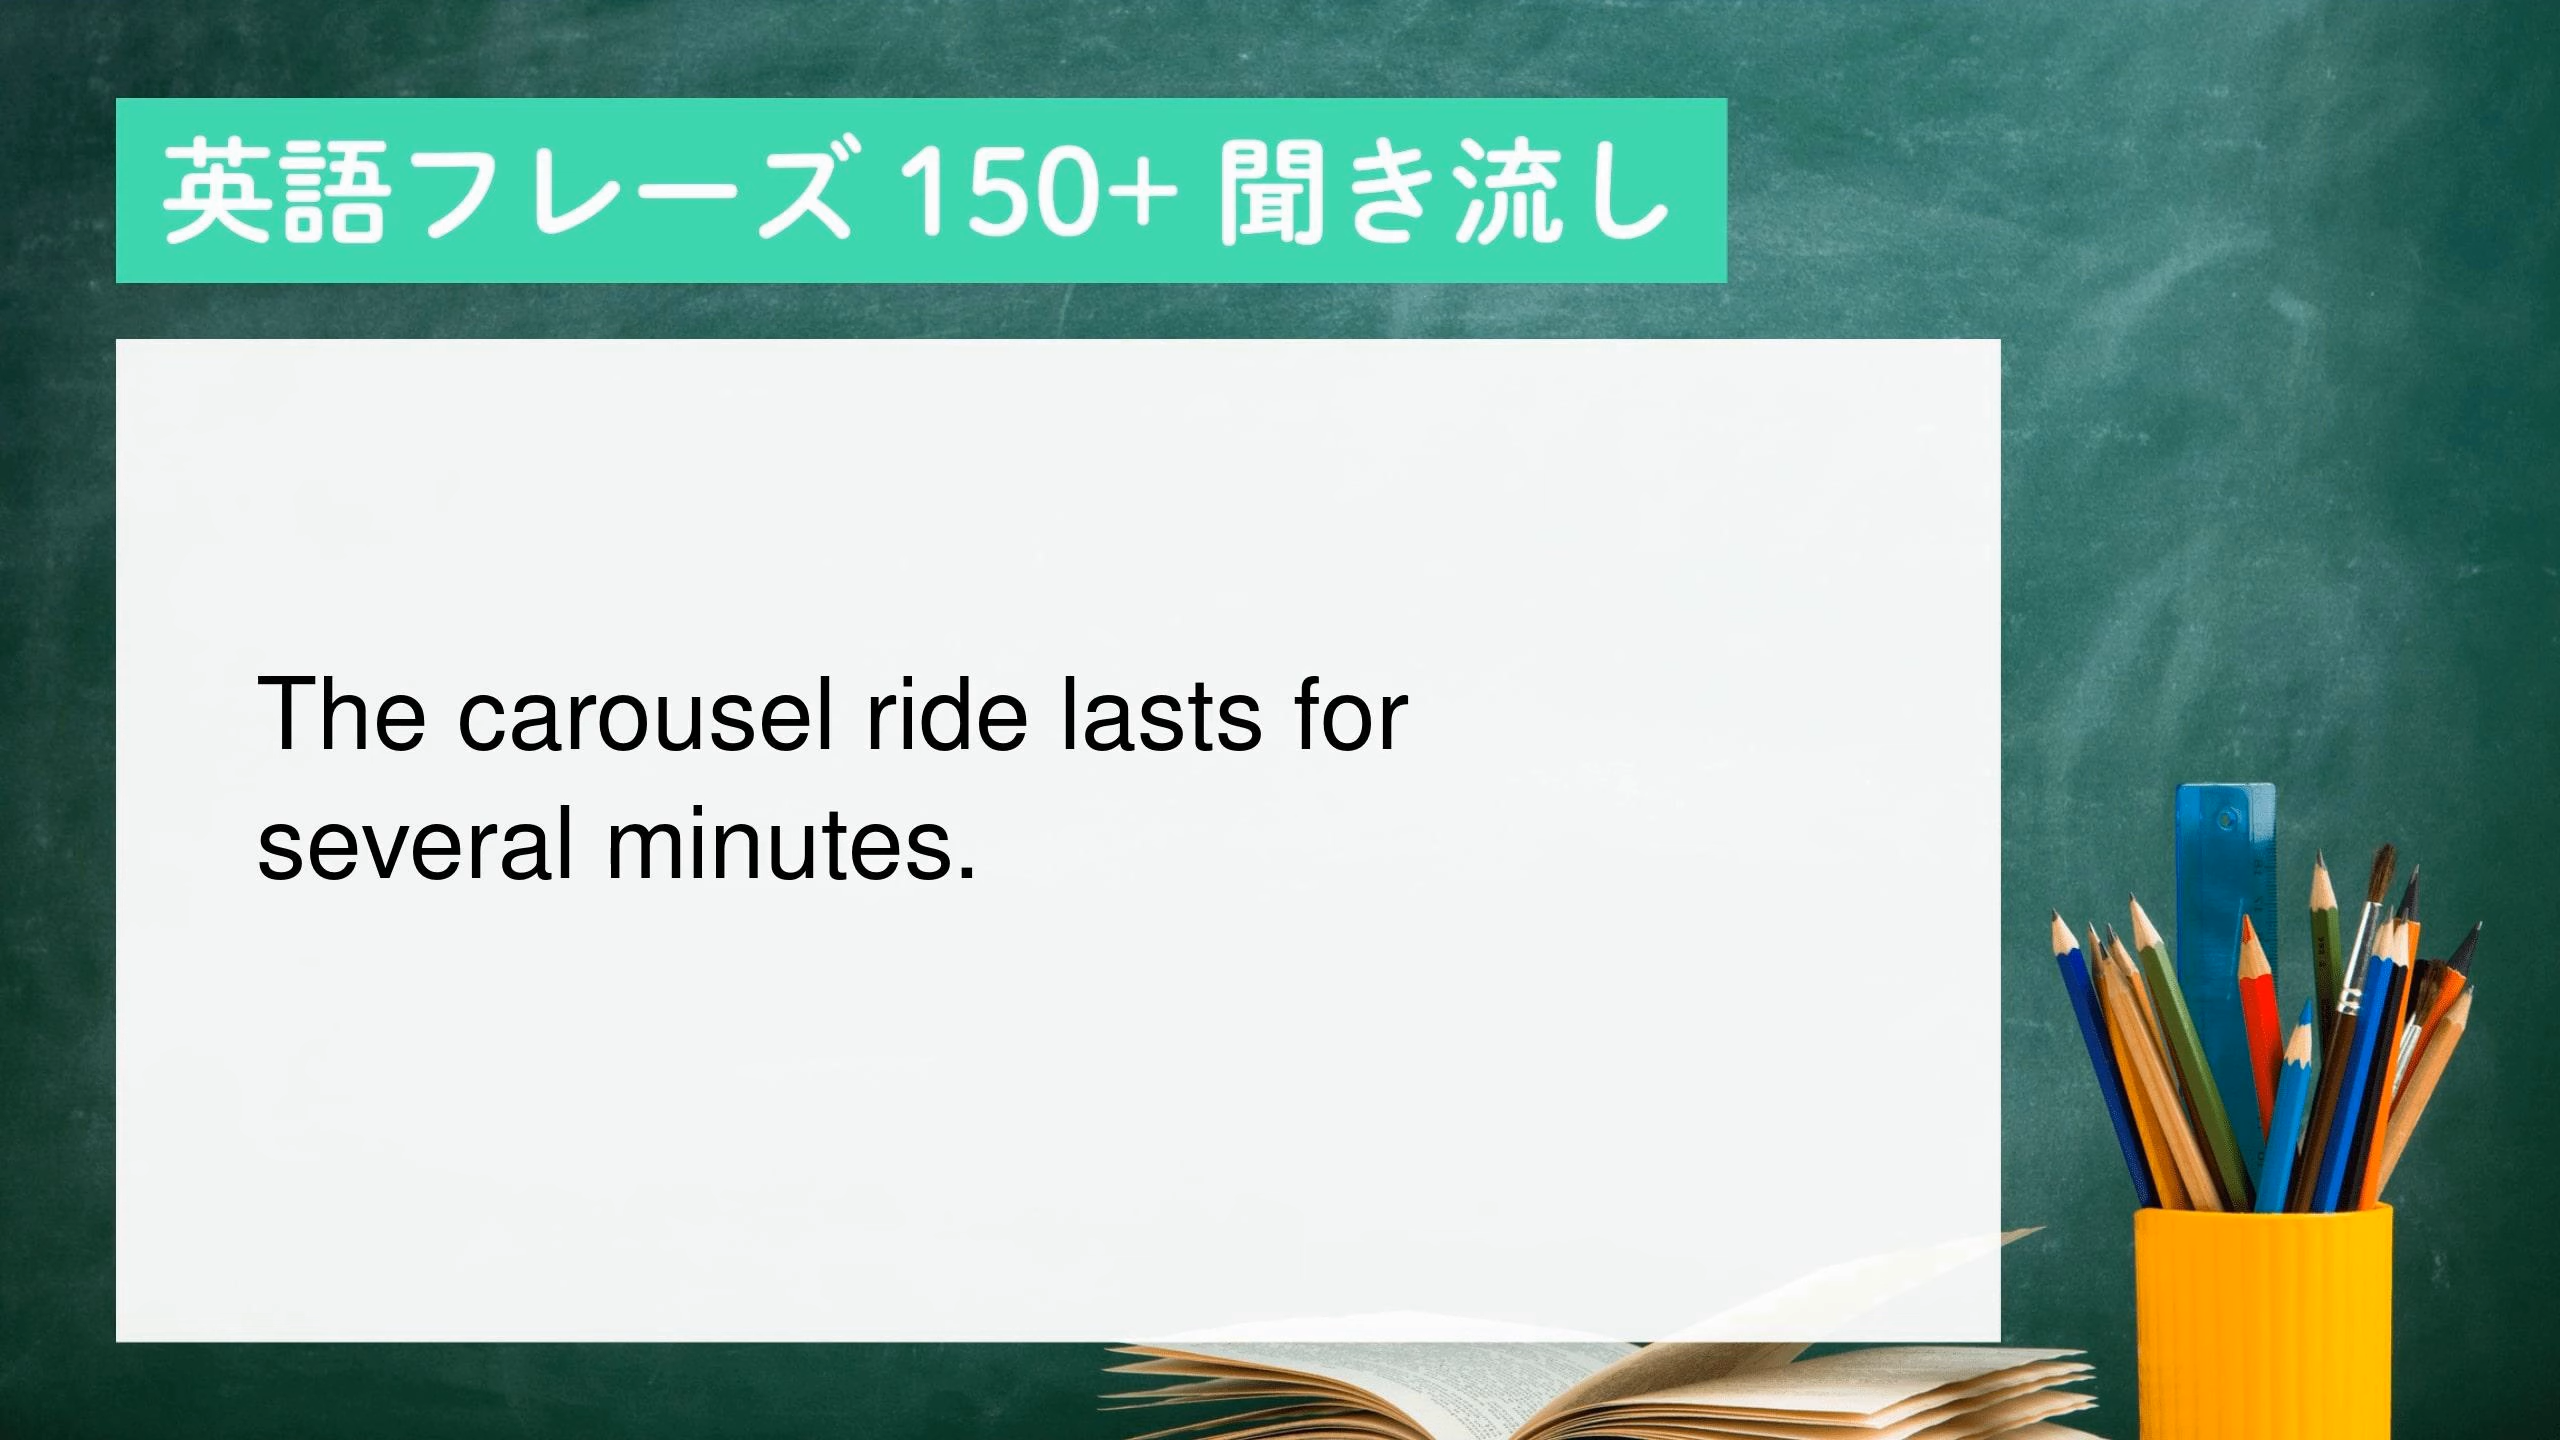 英語フレーズ 150+ 聞き流し
The carousel ride lasts for
several minutes.